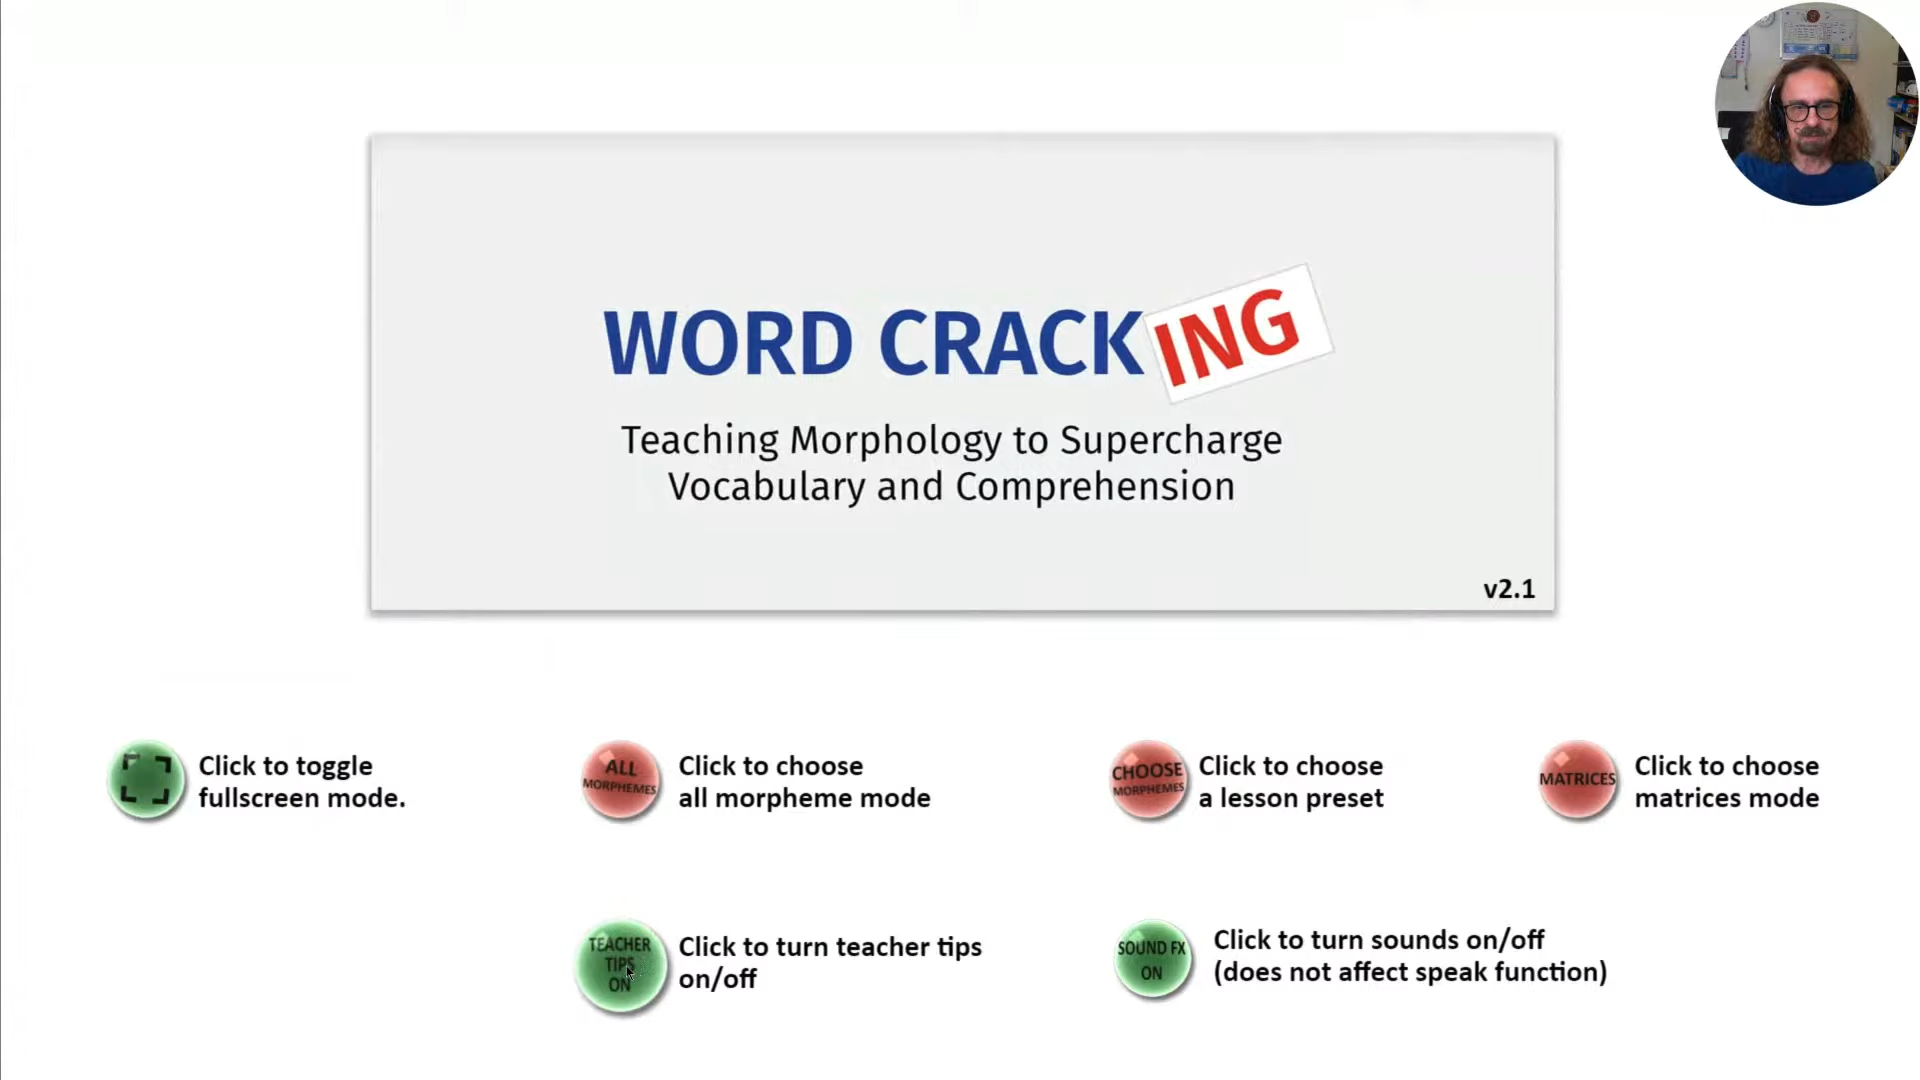 WORD CRACKING
Teaching Morphology to Supercharge
Vocabulary and Comprehension
v2.1
Click to toggle
fullscreen mode.
ALL
MORPHEMES
Click to choose
all morpheme mode
CHOOSE
MORPHEMES
Click to choose
a lesson preset
MATRICES
Click to choose
matrices mode
TEACHER
TIPS
ON
Click to turn teacher tips
on/off
SOUND FX
ON
Click to turn sounds on/off
(does not affect speak function)